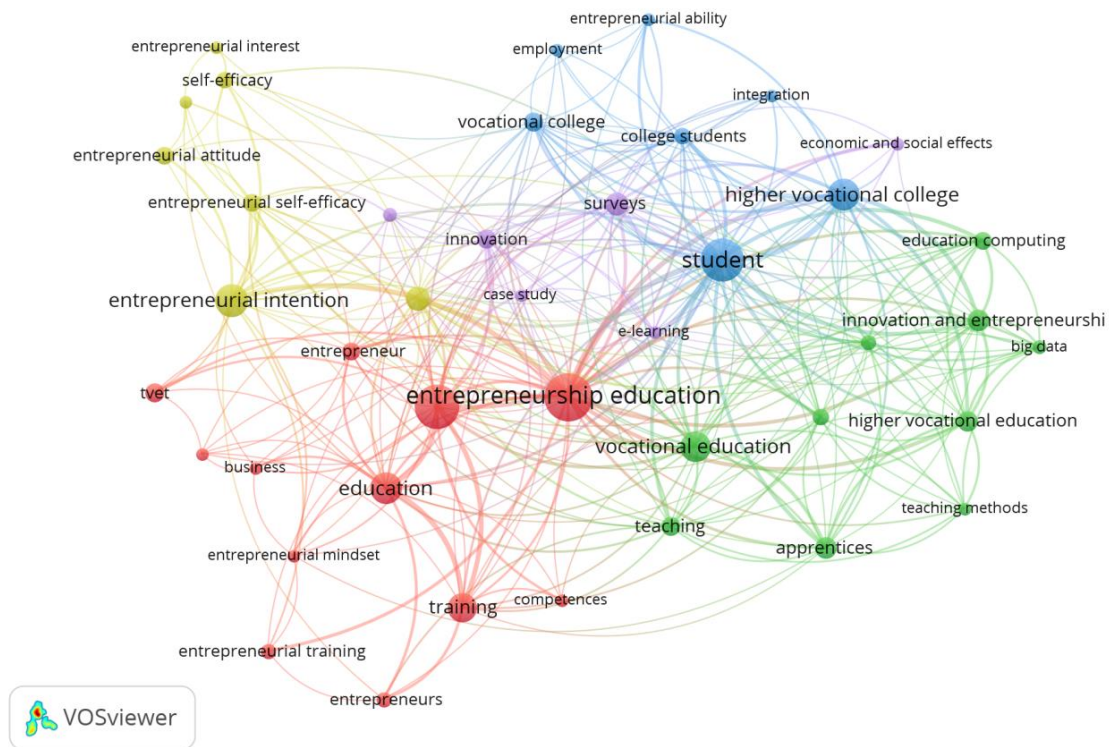 entrepreneurial ability
entrepreneurial interest
employment
self-efficacy
integration
vocational college
college students
economic and social effects
entrepreneurial attitude
higher vocational college
entrepreneurial self-efficacy
surveys
innovation
education computing
student
case study
entrepreneurial intention
innovation and entrepreneurshi
e-learning
big data
entrepreneur
tvet
entrepreneurship education
higher vocational education
vocational education
business
education
teaching methods
teaching
apprentices
entrepreneurial mindset
competences
training
entrepreneurial training
entrepreneurs
VOSviewer